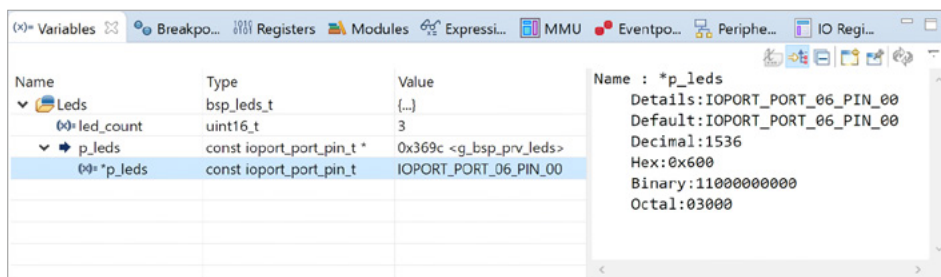 (x)= Variables Breakpo... Registers Modules Expressi... MMU Eventpo... Periphe... IO Regi...
Name Type Value
Leds bsp_leds_t {...}
(x)= led_count uint16_t 3
p_leds const ioport_port_pin_t * 0x369c <g_bsp_prv_leds>
(x)= *p_leds const ioport_port_pin_t IOPORT_PORT_06_PIN_00
Name : *p_leds
Details:IOPORT_PORT_06_PIN_00
Default:IOPORT_PORT_06_PIN_00
Decimal:1536
Hex:0x600
Binary:11000000000
Octal:03000